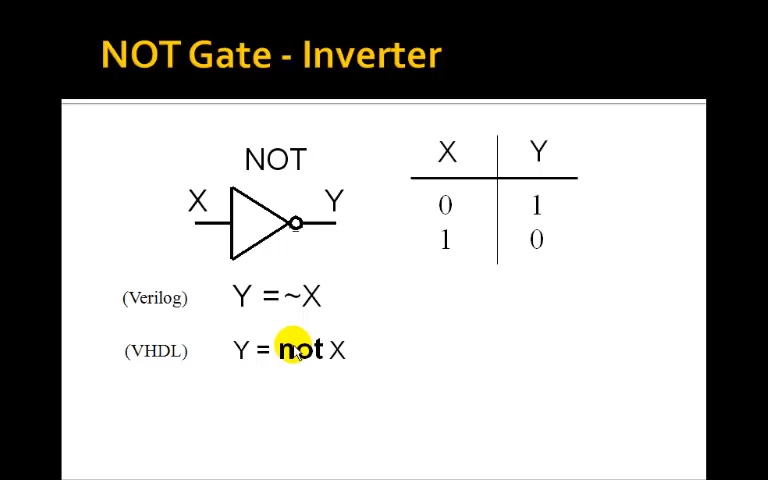 NOT Gate - Inverter
NOT
X Y
X Y
0 1
1 0
(Verilog) Y = ~X
(VHDL) Y = not X